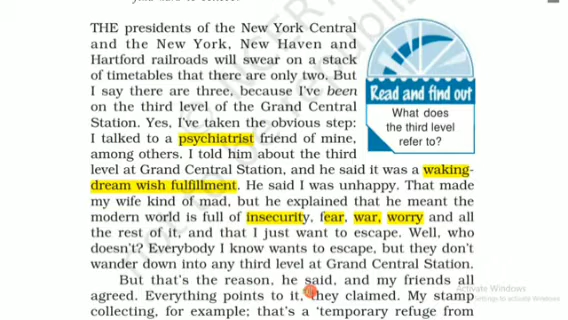 THE presidents of the New York Central
and the New York, New Haven and
Hartford railroads will swear on a stack
of timetables that there are only two. But
I say there are three, because I've been
on the third level of the Grand Central
Station. Yes, I've taken the obvious step:
I talked to a psychiatrist friend of mine,
among others. I told him about the third
level at Grand Central Station, and he said it was a waking-
dream wish fulfillment. He said I was unhappy. That made
my wife kind of mad, but he explained that he meant the
modern world is full of insecurity, fear, war, worry and all
the rest of it, and that I just want to escape. Well, who
doesn't? Everybody I know wants to escape, but they don't
wander down into any third level at Grand Central Station.
But that's the reason, he said, and my friends all
agreed. Everything points to it, they claimed. My stamp
collecting, for example; that's a 'temporary refuge from
Read and find out
What does
the third level
refer to?
Activate Windows
Settings to activate Windows